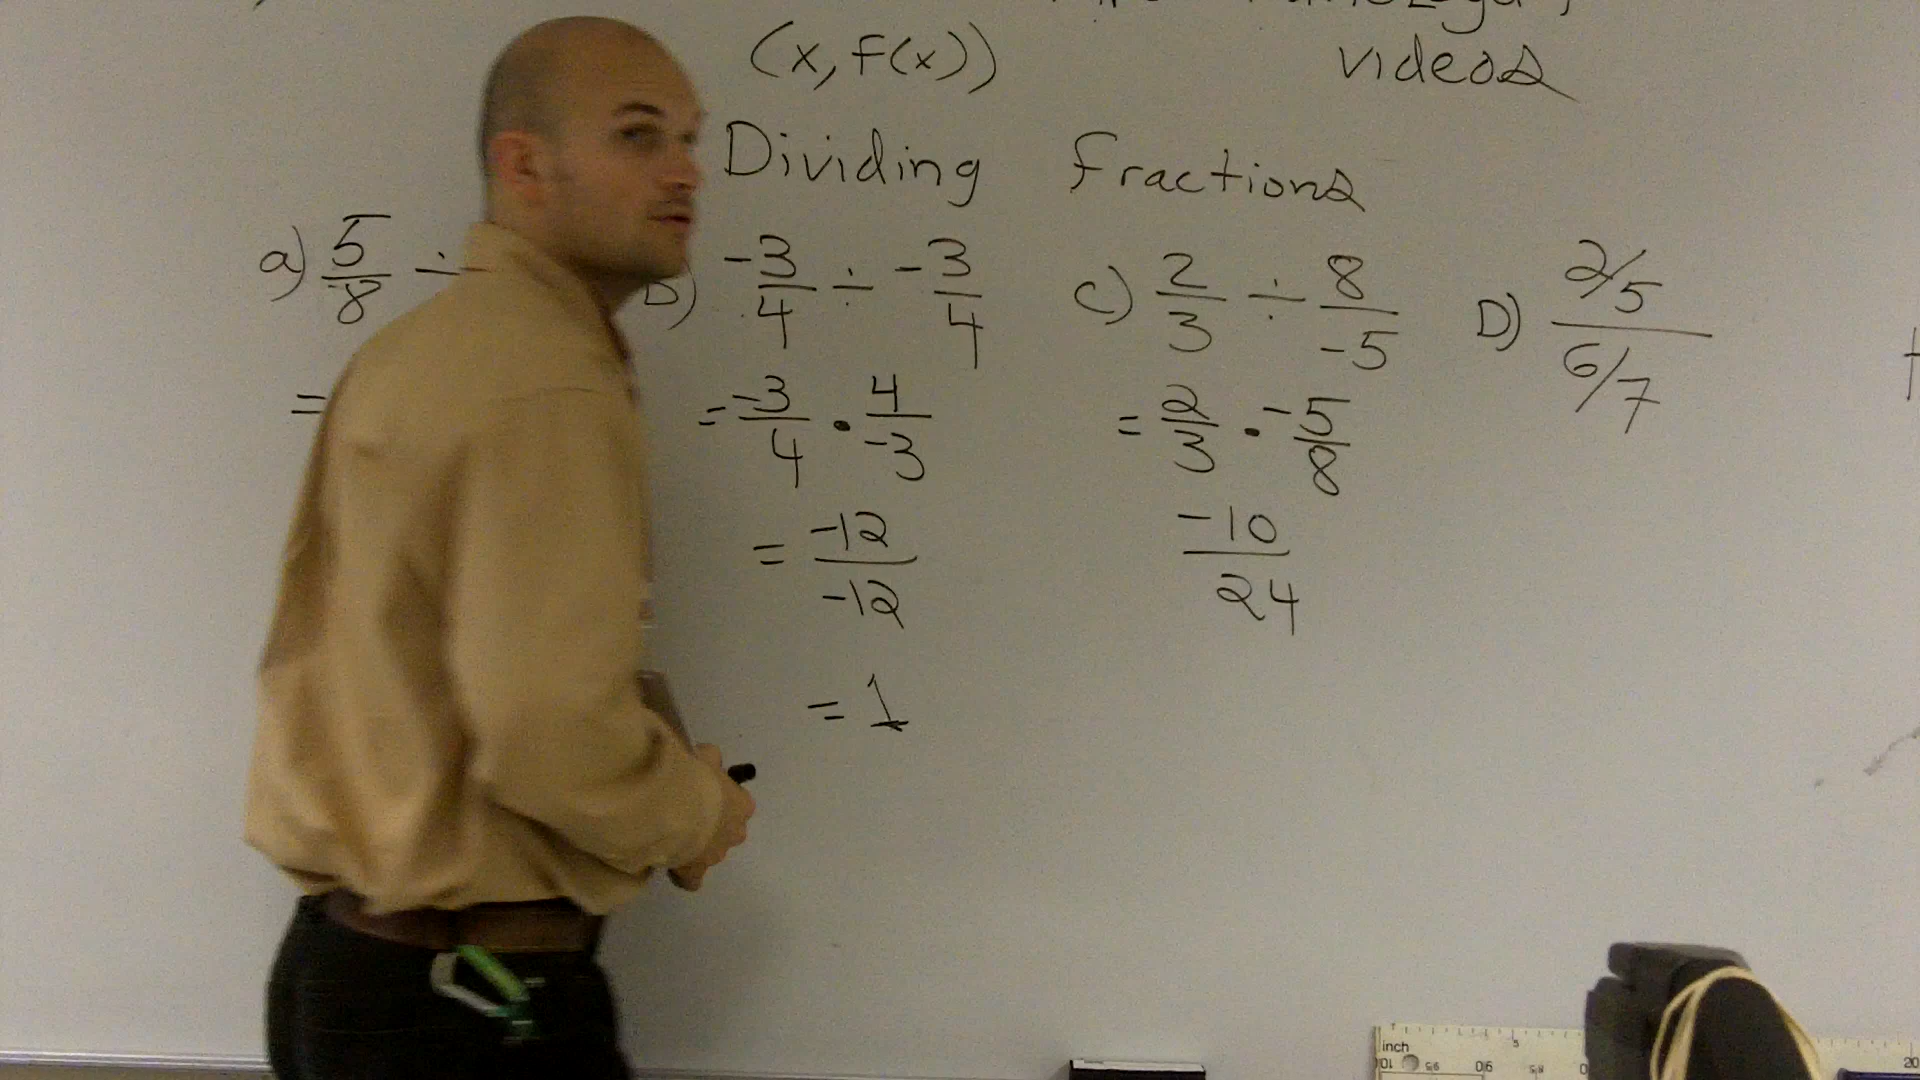 (x, f(x))
videos
Dividing fractions
a) 5/8 ÷
B) -3/4 ÷ -3/4
C) 2/3 ÷ 8/-5
D) 2/5 / 6/7
=
= -3/4 · 4/-3
= 2/3 · -5/8
= -12/-12
-10/24
= 1
inch